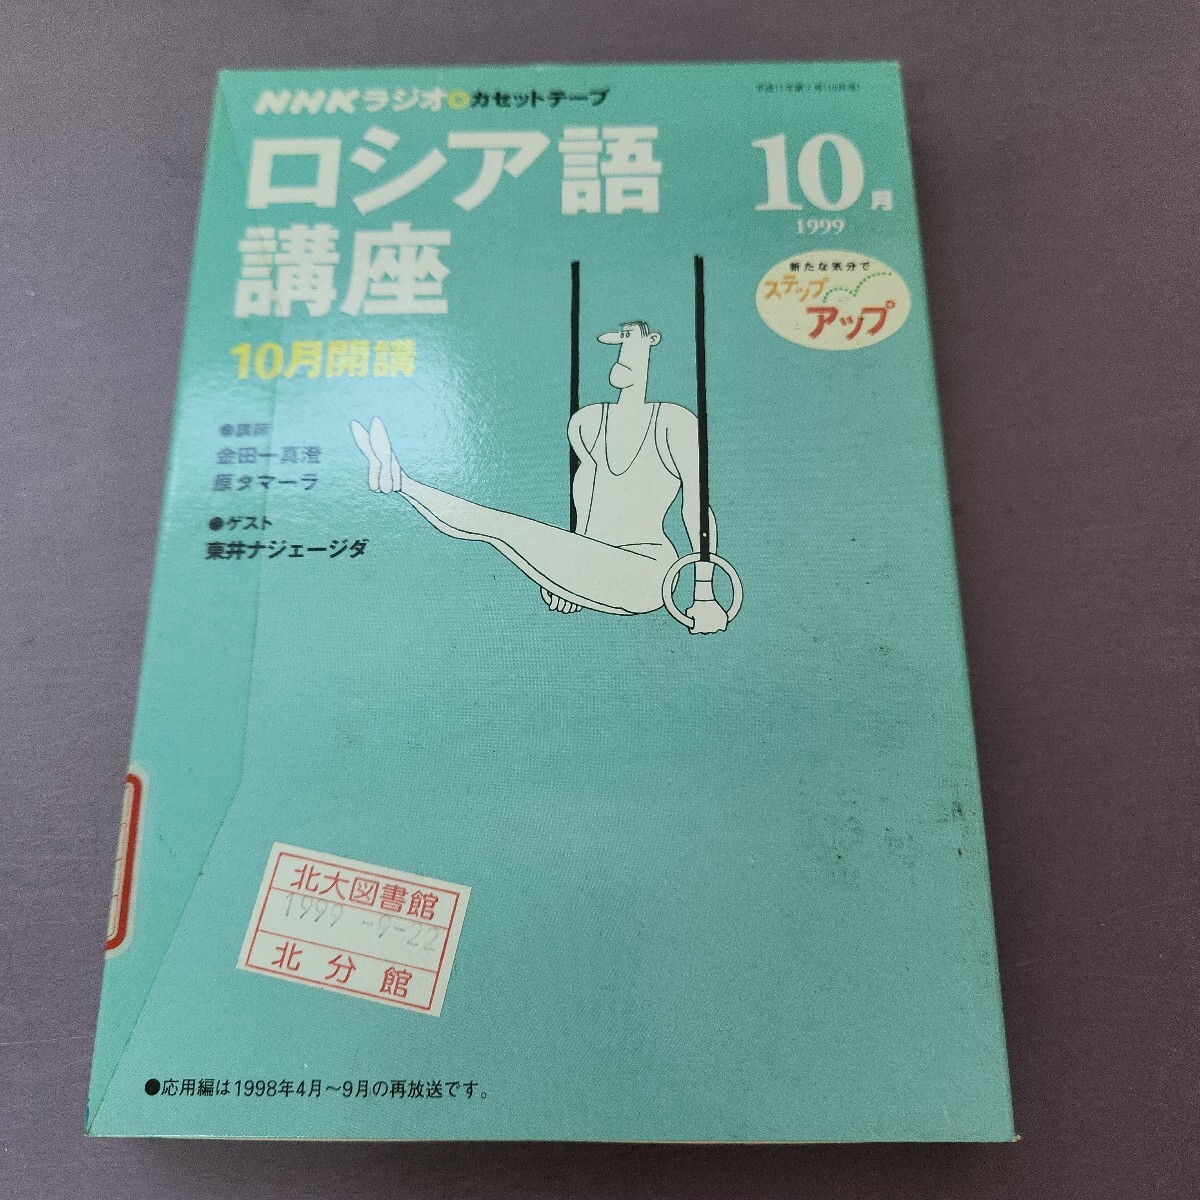 NHKラジオ カセットテープ
ロシア語
講座
10月開講
10月
1999
新たな気分で
ステップ
アップ
●講師
金田一真澄
原タマーラ
●ゲスト
東井ナジェージダ
北大図書館
1999 -9-22
北分館
●応用編は1998年4月〜9月の再放送です。